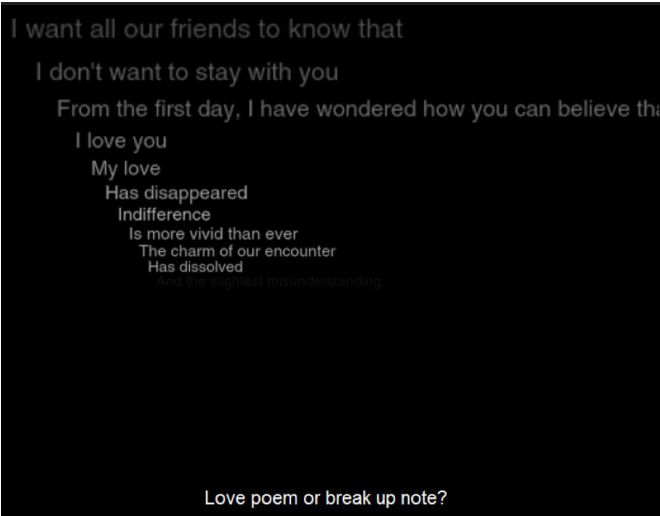 I want all our friends to know that
I don't want to stay with you
From the first day, I have wondered how you can believe tha
I love you
My love
Has disappeared
Indifference
Is more vivid than ever
The charm of our encounter
Has dissolved
And the slightest misunderstanding
Love poem or break up note?